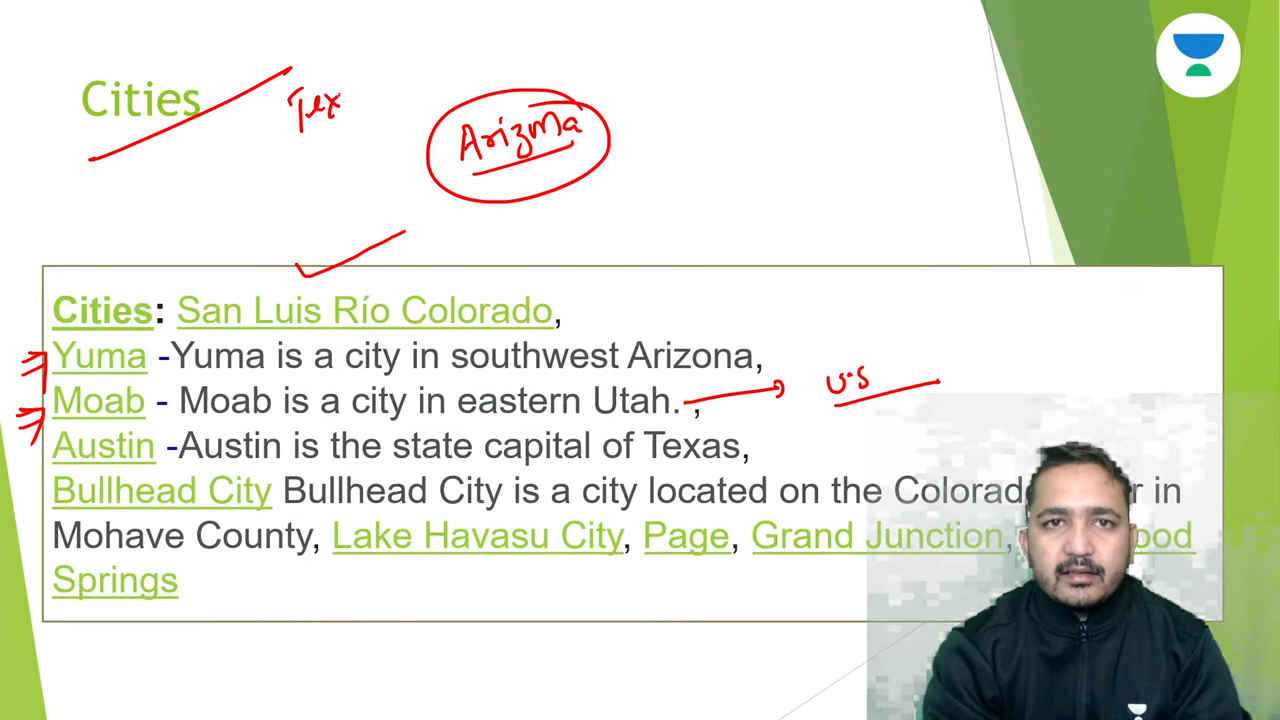 Cities
Tex
Arizona
Cities: San Luis Río Colorado,
Yuma -Yuma is a city in southwest Arizona,
Moab - Moab is a city in eastern Utah. ,
U.S
Austin -Austin is the state capital of Texas,
Bullhead City Bullhead City is a city located on the Colorado in
Mohave County, Lake Havasu City, Page, Grand Junction,
Springs